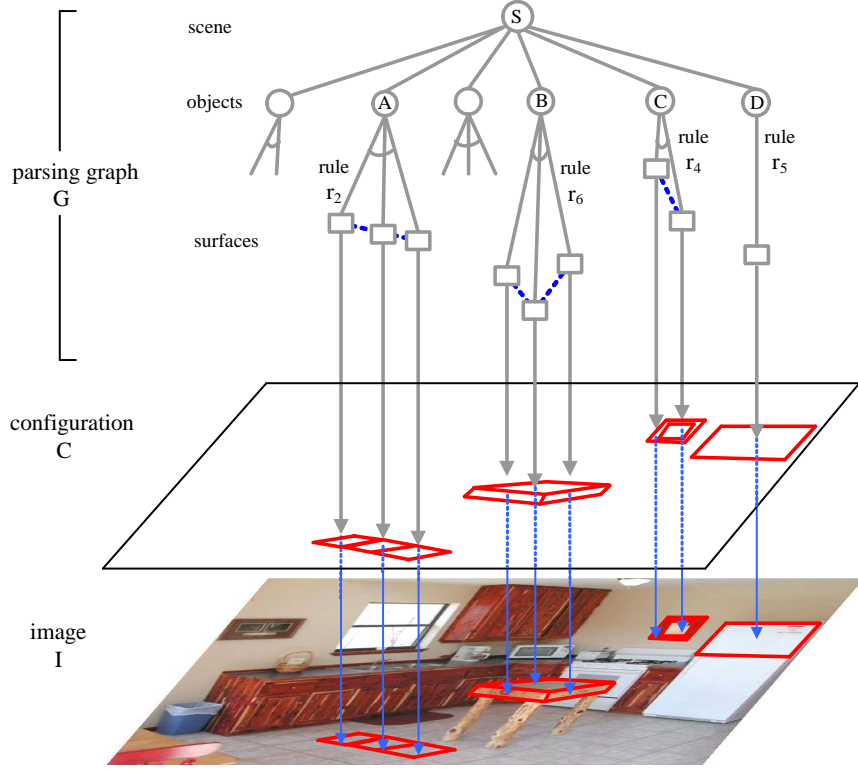 scene
S
objects
A
B
C
D
rule
r2
rule
r6
rule
r4
rule
r5
parsing graph
G
surfaces
configuration
C
image
I